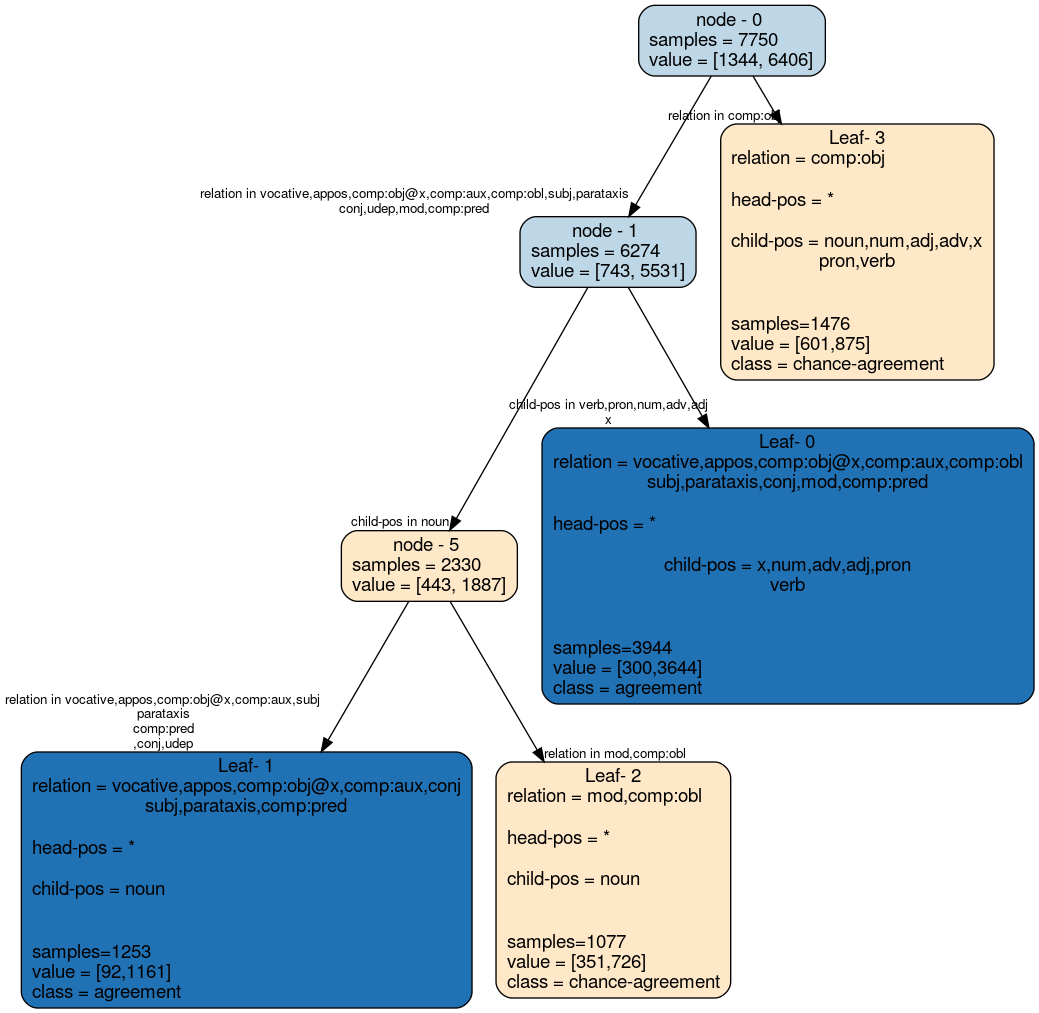 node - 0
samples = 7750
value = [1344, 6406]
relation in comp:obj
Leaf- 3
relation = comp:obj
head-pos = *
child-pos = noun,num,adj,adv,x
pron,verb
samples=1476
value = [601,875]
class = chance-agreement
relation in vocative,appos,comp:obj@x,comp:aux,comp:obl,subj,parataxis
conj,udep,mod,comp:pred
node - 1
samples = 6274
value = [743, 5531]
child-pos in verb,pron,num,adv,adj
x
Leaf- 0
relation = vocative,appos,comp:obj@x,comp:aux,comp:obl
subj,parataxis,conj,mod,comp:pred
head-pos = *
child-pos = x,num,adv,adj,pron
verb
samples=3944
value = [300,3644]
class = agreement
child-pos in noun
node - 5
samples = 2330
value = [443, 1887]
relation in vocative,appos,comp:obj@x,comp:aux,subj
parataxis
comp:pred
,conj,udep
Leaf- 1
relation = vocative,appos,comp:obj@x,comp:aux,conj
subj,parataxis,comp:pred
head-pos = *
child-pos = noun
samples=1253
value = [92,1161]
class = agreement
relation in mod,comp:obl
Leaf- 2
relation = mod,comp:obl
head-pos = *
child-pos = noun
samples=1077
value = [351,726]
class = chance-agreement